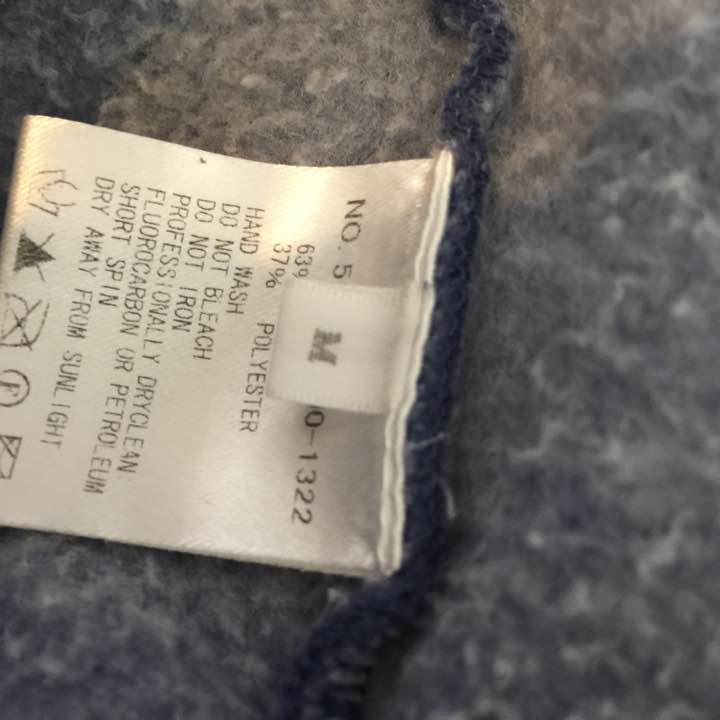 NO. 5 0-1322
M
63%
37% POLYESTER
HAND WASH
DO NOT BLEACH
DO NOT IRON
PROFESSIONALLY DRYCLEAN
FLUOROCARBON OR PETROLEUM
SHORT SPIN
DRY AWAY FROM SUNLIGHT
F